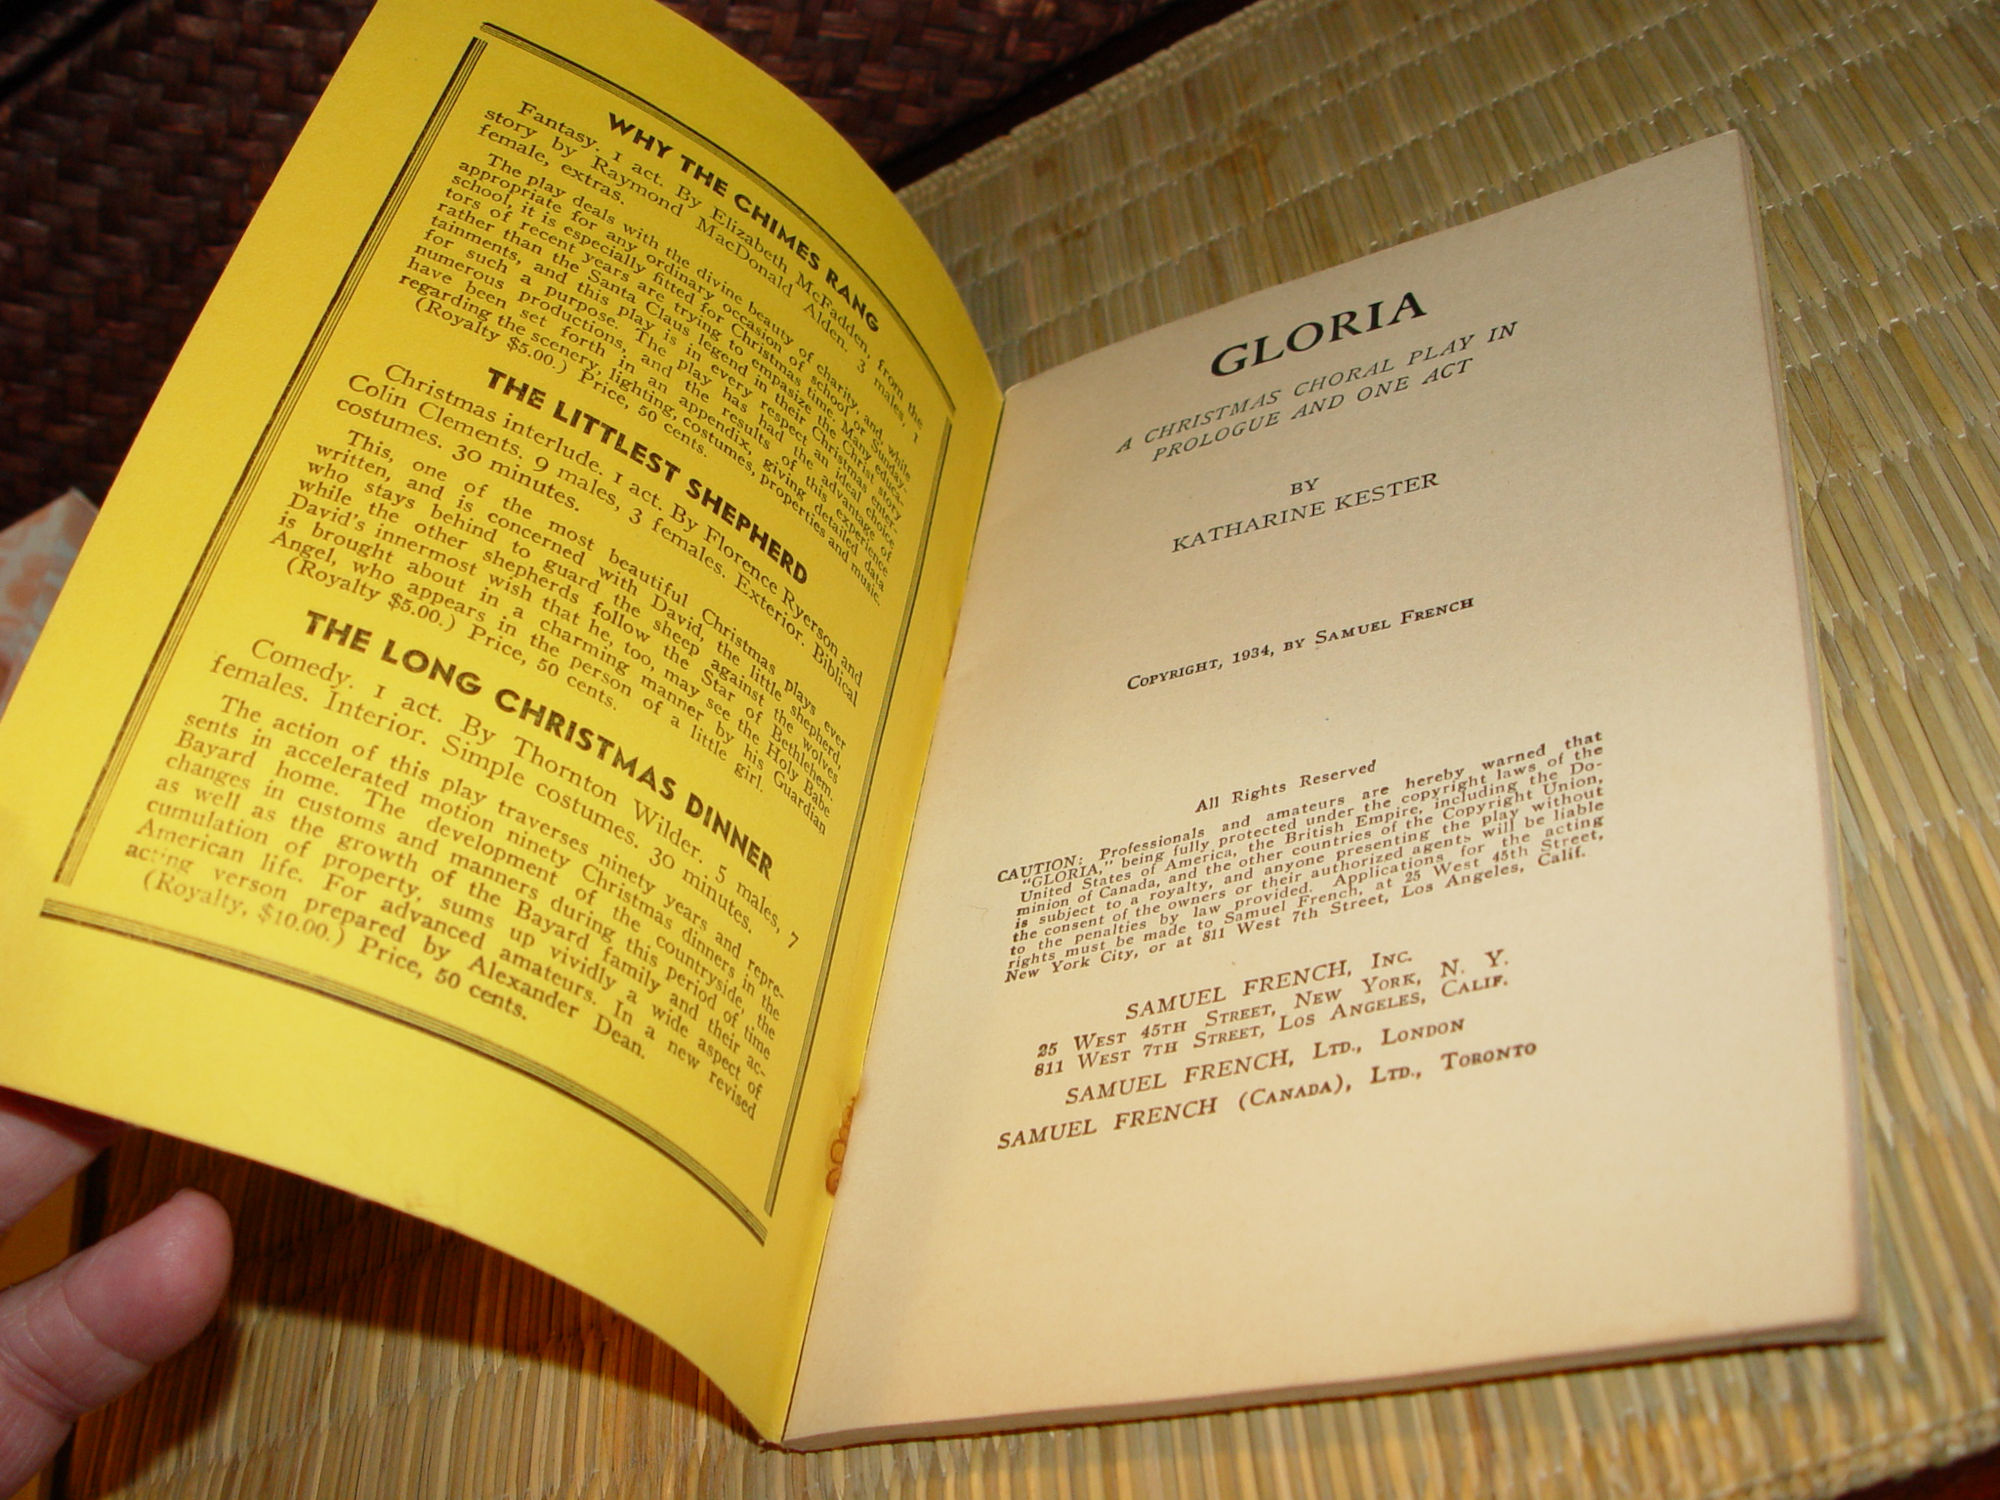 WHY THE CHIMES RANG
Fantasy. 1 act. By Elizabeth McFadden, from the
story by Raymond MacDonald Alden. 3 males, 1
female, extras.
The play deals with the divine beauty of charity, and, while
appropriate for any ordinary occasion of school or Sunday-
school, it is especially fitted for Christmas time. Many educa-
tors of recent years are trying to empasize the Christ story
rather than the Santa Claus legend in their Christmas enter-
tainments, and this play is in every respect an ideal choice
for such a purpose. The play has had the advantage of
numerous productions, and the results of this experience
have been set forth in an appendix, giving detailed data
regarding the scenery, lighting, costumes, properties and music.
(Royalty $5.00.) Price, 50 cents.
THE LITTLEST SHEPHERD
Christmas interlude. 1 act. By Florence Ryerson and
Colin Clements. 9 males, 3 females. Exterior. Biblical
costumes. 30 minutes.
This, one of the most beautiful Christmas plays ever
written, and is concerned with David, the little shepherd,
who stays behind to guard the sheep against the wolves
while the other shepherds follow the Star of Bethlehem.
David's innermost wish that he, too, may see the Holy Babe
is brought about in a charming manner by his Guardian
Angel, who appears in the person of a little girl.
(Royalty $5.00.) Price, 50 cents.
THE LONG CHRISTMAS DINNER
Comedy. 1 act. By Thornton Wilder. 5 males, 7
females. Interior. Simple costumes. 30 minutes.
The action of this play traverses ninety years and repre-
sents in accelerated motion ninety Christmas dinners in the
Bayard home. The development of the countryside, the
changes in customs and manners during this period of time
as well as the growth of the Bayard family and their ac-
cumulation of property, sums up vividly a wide aspect of
American life. For advanced amateurs. In a new revised
acting verson prepared by Alexander Dean.
(Royalty, $10.00.) Price, 50 cents.
GLORIA
A CHRISTMAS CHORAL PLAY IN
PROLOGUE AND ONE ACT
BY
KATHARINE KESTER
COPYRIGHT, 1934, BY SAMUEL FRENCH
All Rights Reserved
CAUTION: Professionals and amateurs are hereby warned that
"GLORIA," being fully protected under the copyright laws of the
United States of America, the British Empire, including the Do-
minion of Canada, and the other countries of the Copyright Union,
is subject to a royalty, and anyone presenting the play without
the consent of the owners or their authorized agents will be liable
to the penalties by law provided. Applications for the acting
rights must be made to Samuel French, at 25 West 45th Street,
New York City, or at 811 West 7th Street, Los Angeles, Calif.
SAMUEL FRENCH, INC.
25 WEST 45TH STREET, NEW YORK, N. Y.
811 WEST 7TH STREET, LOS ANGELES, CALIF.
SAMUEL FRENCH, LTD., LONDON
SAMUEL FRENCH (CANADA), LTD., TORONTO